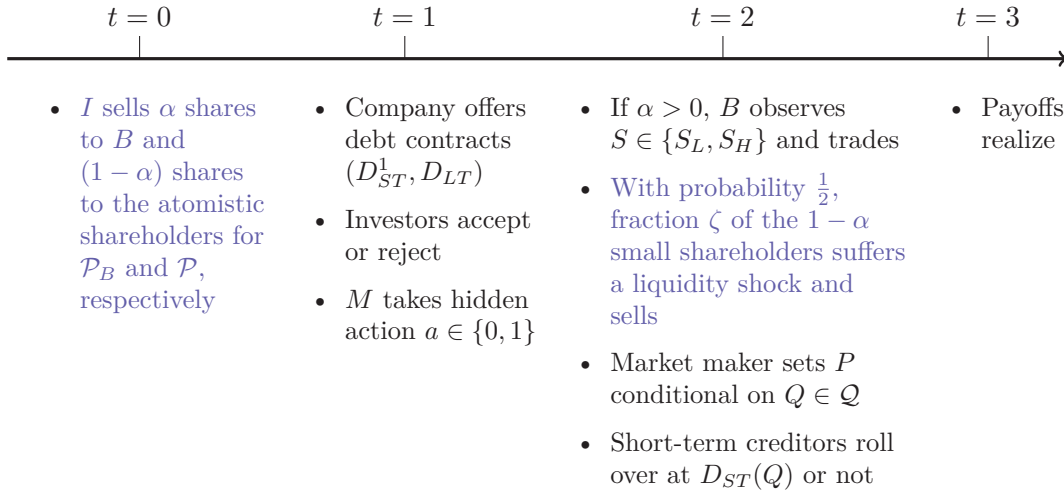 t = 0
t = 1
t = 2
t = 3
• I sells α shares
to B and
(1 − α) shares
to the atomistic
shareholders for
𝒫_B and 𝒫,
respectively
• Company offers
debt contracts
(D^1_{ST}, D_{LT})
• Investors accept
or reject
• M takes hidden
action a ∈ {0, 1}
• If α > 0, B observes
S ∈ {S_L, S_H} and trades
• With probability 1/2,
fraction ζ of the 1 − α
small shareholders suffers
a liquidity shock and
sells
• Market maker sets P
conditional on Q ∈ 𝒬
• Short-term creditors roll
over at D_{ST}(Q) or not
• Payoffs
realize